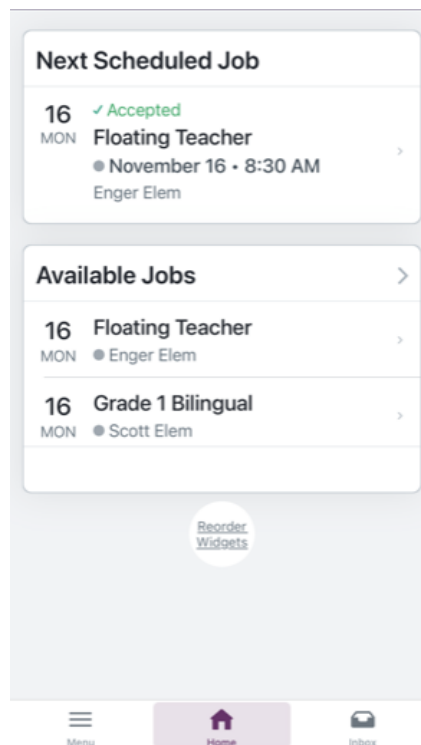 Next Scheduled Job
16
MON
✓ Accepted
Floating Teacher
November 16 • 8:30 AM
Enger Elem
Available Jobs
16
MON
Floating Teacher
Enger Elem
16
MON
Grade 1 Bilingual
Scott Elem
Reorder
Widgets
Menu
Home
Inbox